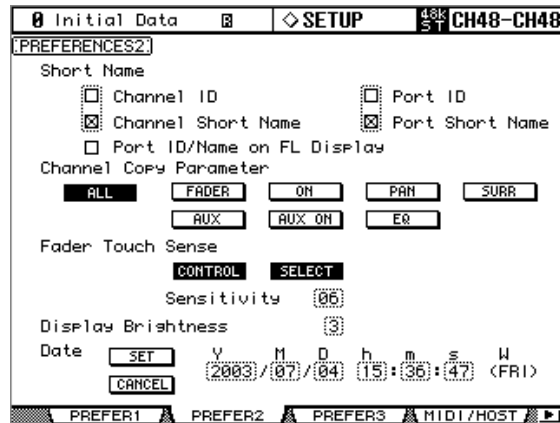 0 Initial Data R ◇SETUP 48k ST CH48-CH48
PREFERENCES2
Short Name
Channel ID Port ID
Channel Short Name Port Short Name
Port ID/Name on FL Display
Channel Copy Parameter
ALL FADER ON PAN SURR
AUX AUX ON EQ
Fader Touch Sense
CONTROL SELECT
Sensitivity 06
Display Brightness 3
Date SET Y M D h m s W
2003/07/04 15:36:47 (FRI)
CANCEL
PREFER1 PREFER2 PREFER3 MIDI/HOST